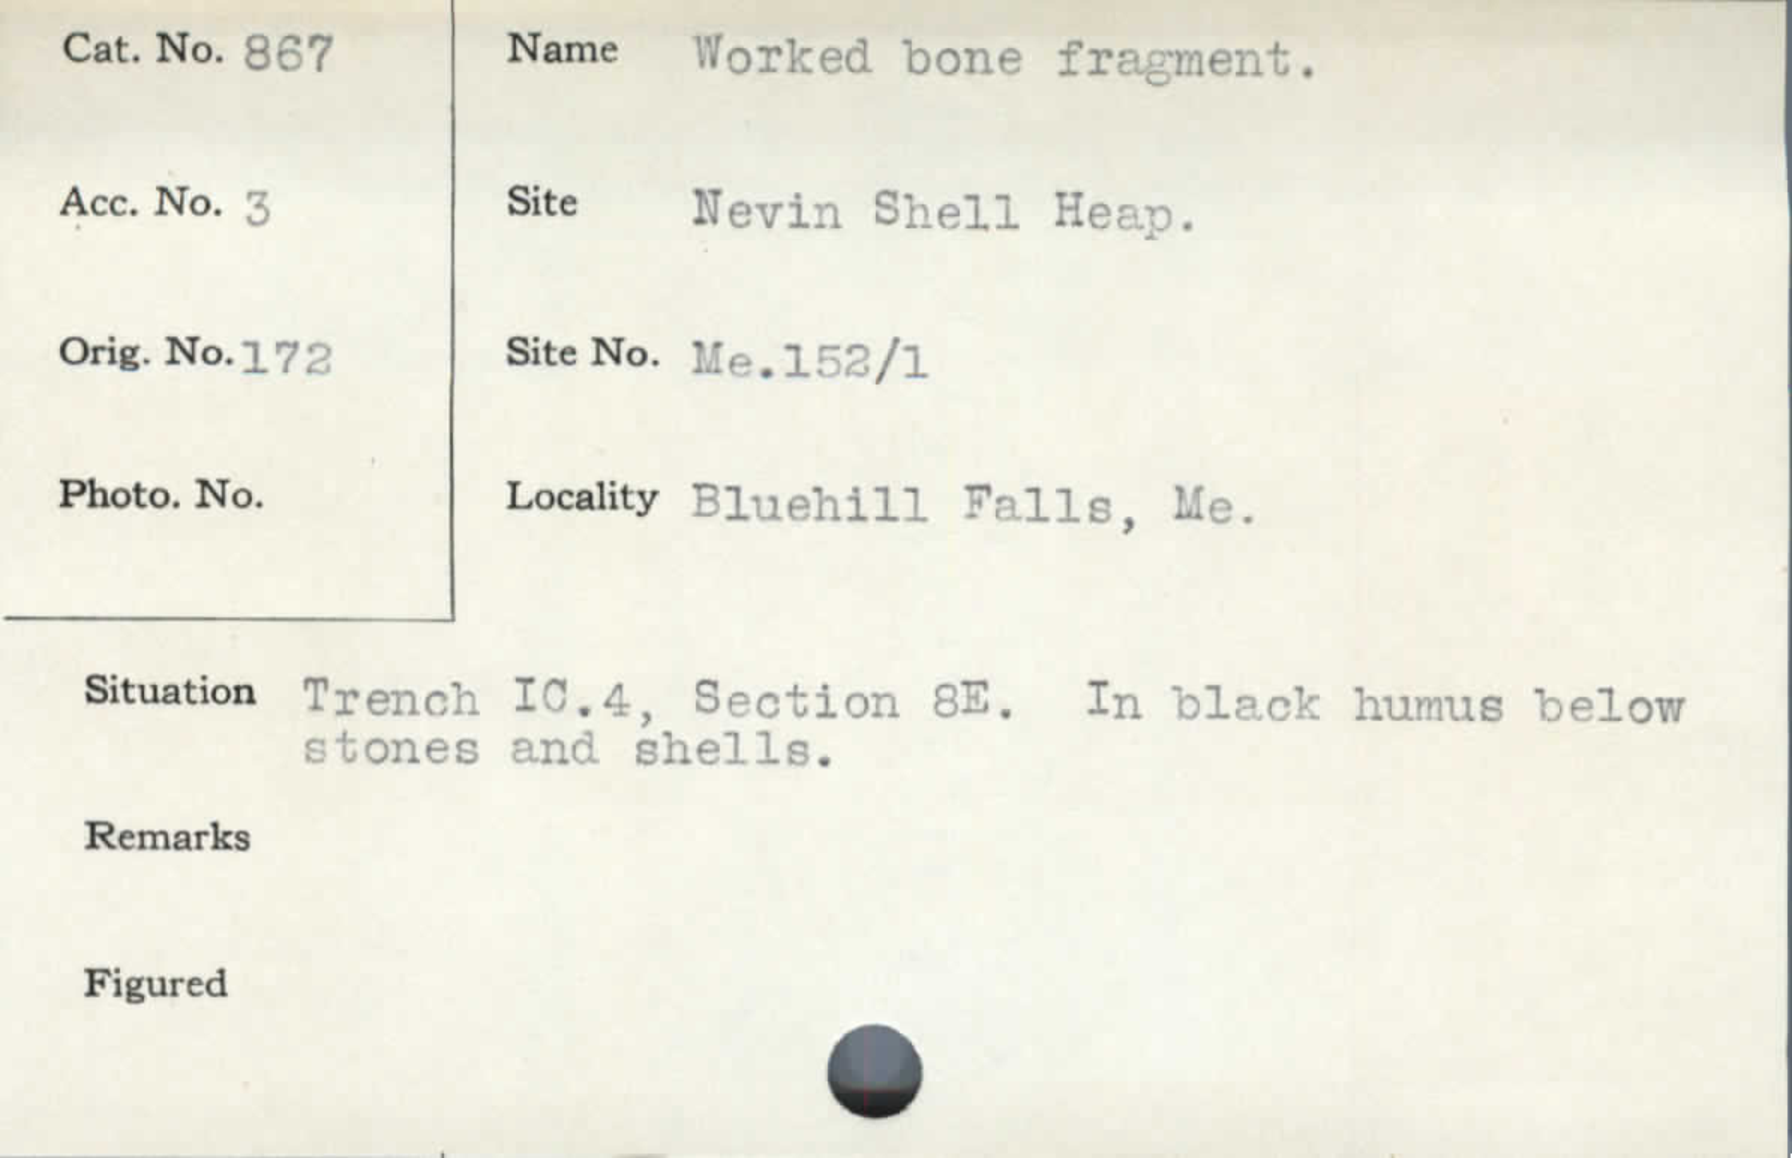 Cat. No. 867
Name Worked bone fragment.
Acc. No. 3
Site Nevin Shell Heap.
Orig. No. 172
Site No. Me.152/1
Photo. No.
Locality Bluehill Falls, Me.
Situation Trench IC.4, Section 8E. In black humus below
stones and shells.
Remarks
Figured